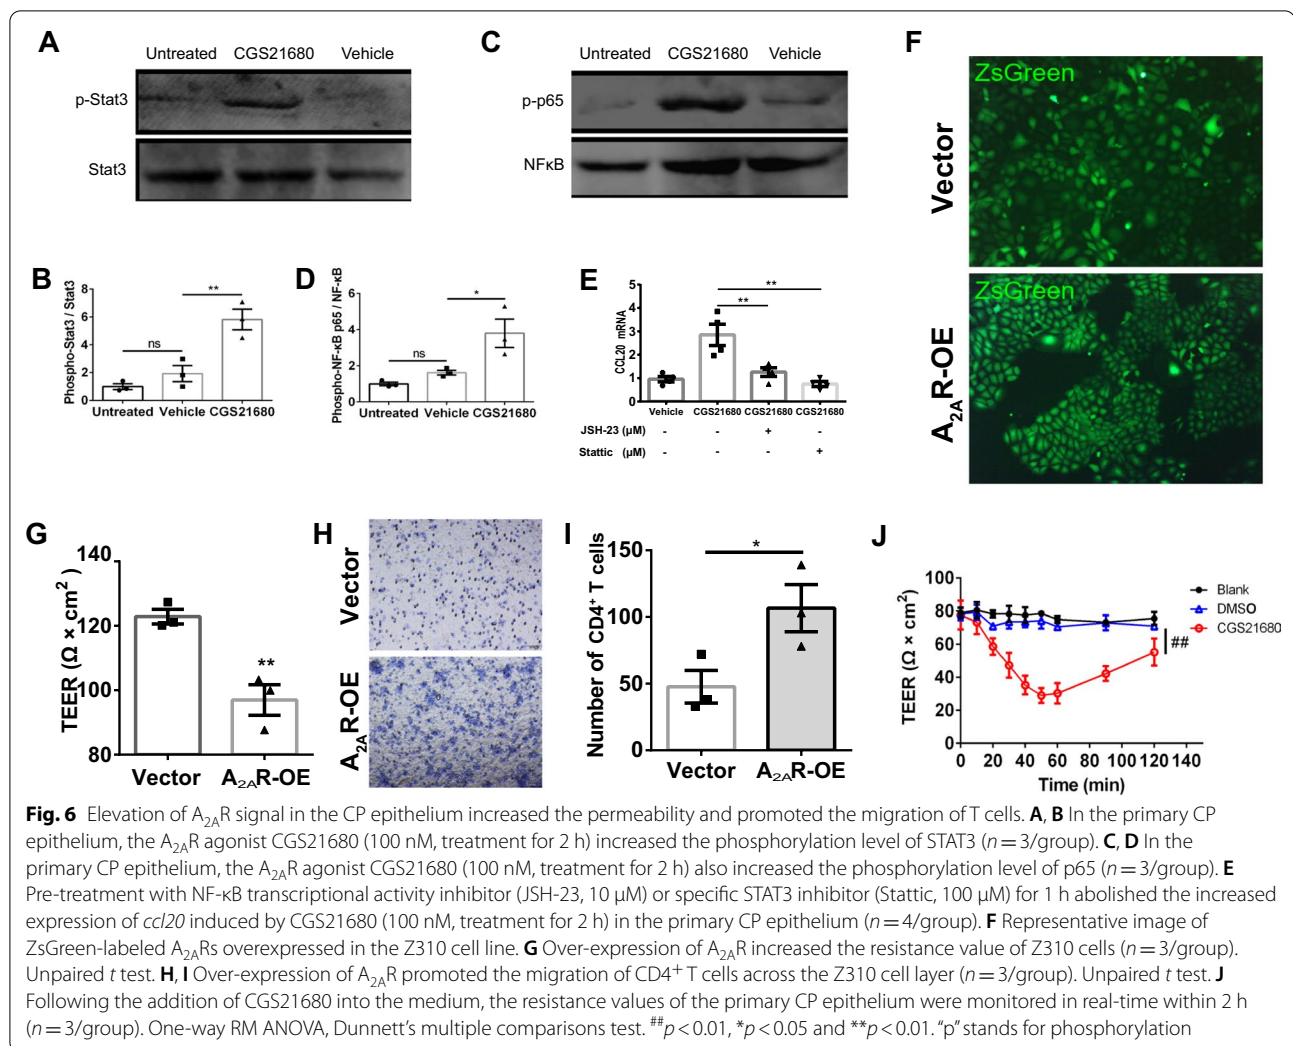 A
Untreated CGS21680 Vehicle
p-Stat3
Stat3
C
Untreated CGS21680 Vehicle
p-p65
NFκB
F
ZsGreen
Vector
ZsGreen
A2AR-OE
B
Phospho-Stat3 / Stat3
8
6
4
2
0
ns
**
Untreated Vehicle CGS21680
D
Phospho-NF-κB p65 / NF-κB
6
4
2
0
ns
*
Untreated Vehicle CGS21680
E
CCL20 mRNA
5
4
3
2
1
0
**
**
Vehicle CGS21680 CGS21680 CGS21680
JSH-23 (μM) - - + -
Stattic (μM) - - - +
G
TEER (Ω × cm2 )
140
120
100
80
**
Vector A2AR-OE
H
Vector
A2AR-OE
I
Number of CD4+ T cells
150
100
50
0
*
Vector A2AR-OE
J
TEER (Ω × cm2)
100
80
60
40
20
0
Blank
DMSO
CGS21680
##
0 20 40 60 80 100 120 140
Time (min)
Fig. 6 Elevation of A2AR signal in the CP epithelium increased the permeability and promoted the migration of T cells. A, B In the primary CP
epithelium, the A2AR agonist CGS21680 (100 nM, treatment for 2 h) increased the phosphorylation level of STAT3 (n = 3/group). C, D In the
primary CP epithelium, the A2AR agonist CGS21680 (100 nM, treatment for 2 h) also increased the phosphorylation level of p65 (n = 3/group). E
Pre-treatment with NF-κB transcriptional activity inhibitor (JSH-23, 10 μM) or specific STAT3 inhibitor (Stattic, 100 μM) for 1 h abolished the increased
expression of ccl20 induced by CGS21680 (100 nM, treatment for 2 h) in the primary CP epithelium (n = 4/group). F Representative image of
ZsGreen-labeled A2ARs overexpressed in the Z310 cell line. G Over-expression of A2AR increased the resistance value of Z310 cells (n = 3/group).
Unpaired t test. H, I Over-expression of A2AR promoted the migration of CD4+ T cells across the Z310 cell layer (n = 3/group). Unpaired t test. J
Following the addition of CGS21680 into the medium, the resistance values of the primary CP epithelium were monitored in real-time within 2 h
(n = 3/group). One-way RM ANOVA, Dunnett's multiple comparisons test. ##p < 0.01, *p < 0.05 and **p < 0.01. "p" stands for phosphorylation